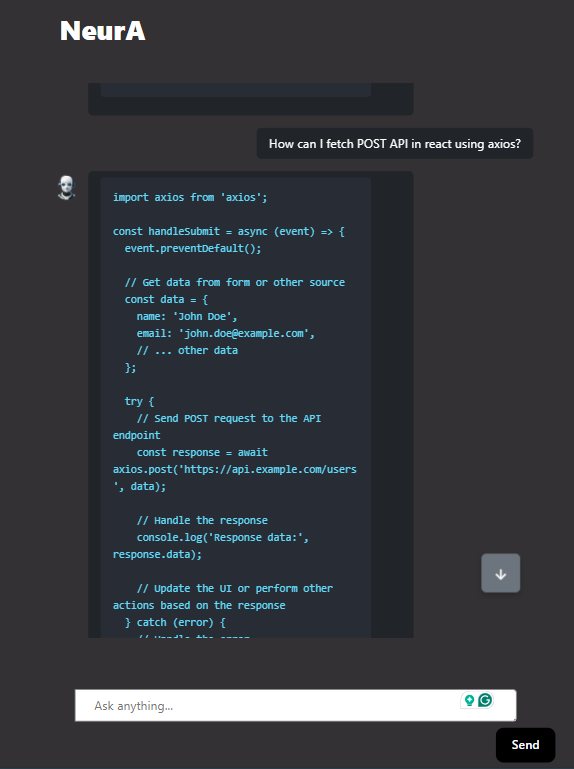 NeurA
How can I fetch POST API in react using axios?
import axios from 'axios';
const handleSubmit = async (event) => {
event.preventDefault();
// Get data from form or other source
const data = {
name: 'John Doe',
email: 'john.doe@example.com',
// ... other data
};
try {
// Send POST request to the API
endpoint
const response = await
axios.post('https://api.example.com/users
', data);
// Handle the response
console.log('Response data:',
response.data);
// Update the UI or perform other
actions based on the response
} catch (error) {
// Handle the error
Ask anything...
Send